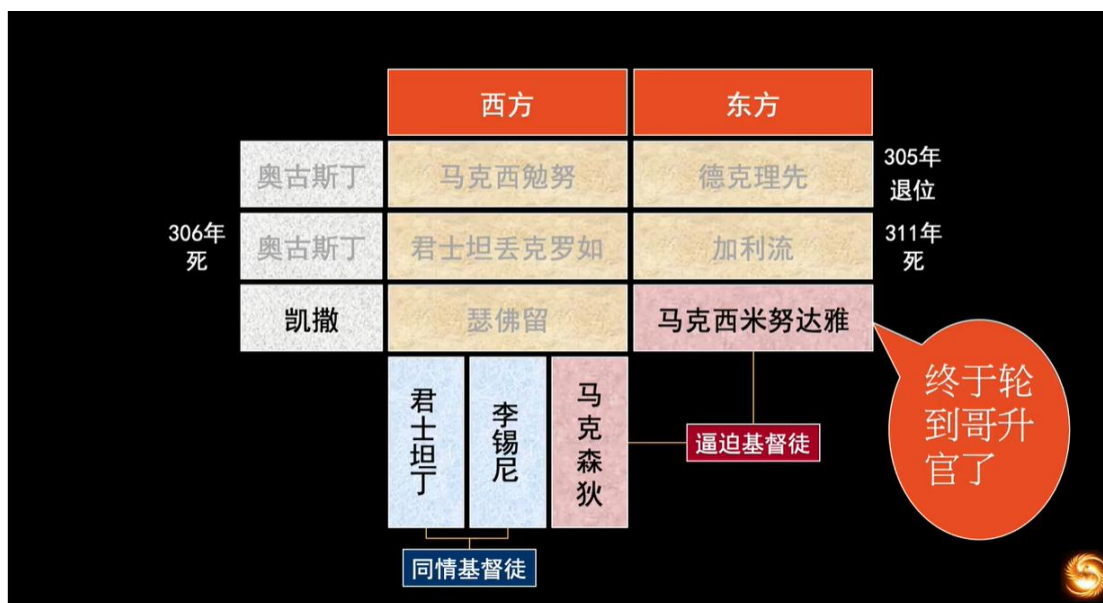 西方
东方
奥古斯丁
马克西勉努
德克理先
305年
退位
306年
死
奥古斯丁
君士坦丢克罗如
加利流
311年
死
凯撒
瑟佛留
马克西米努达雅
君士坦丁
李锡尼
马克森狄
逼迫基督徒
同情基督徒
终于轮
到哥升
官了